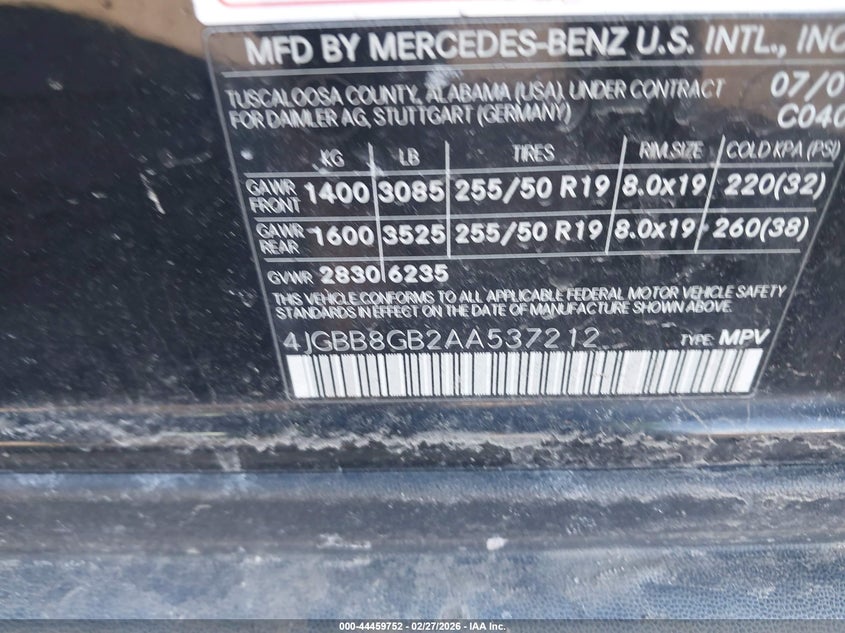 MFD BY MERCEDES-BENZ U.S. INTL., INC
TUSCALOOSA COUNTY, ALABAMA (USA), UNDER CONTRACT 07/0
FOR DAIMLER AG, STUTTGART (GERMANY) C040
KG LB TIRES RIM SIZE COLD KPA (PSI)
GAWR FRONT 1400 3085 255/50 R19 8.0x19 220(32)
GAWR REAR 1600 3525 255/50 R19 8.0x19 260(38)
GVWR 2830 6235
THIS VEHICLE CONFORMS TO ALL APPLICABLE FEDERAL MOTOR VEHICLE SAFETY
STANDARDS IN EFFECT ON THE DATE OF MANUFACTURE SHOWN ABOVE.
4JGBB8GB2AA537212 TYPE: MPV
000-44459752 - 02/27/2026 - IAA Inc.